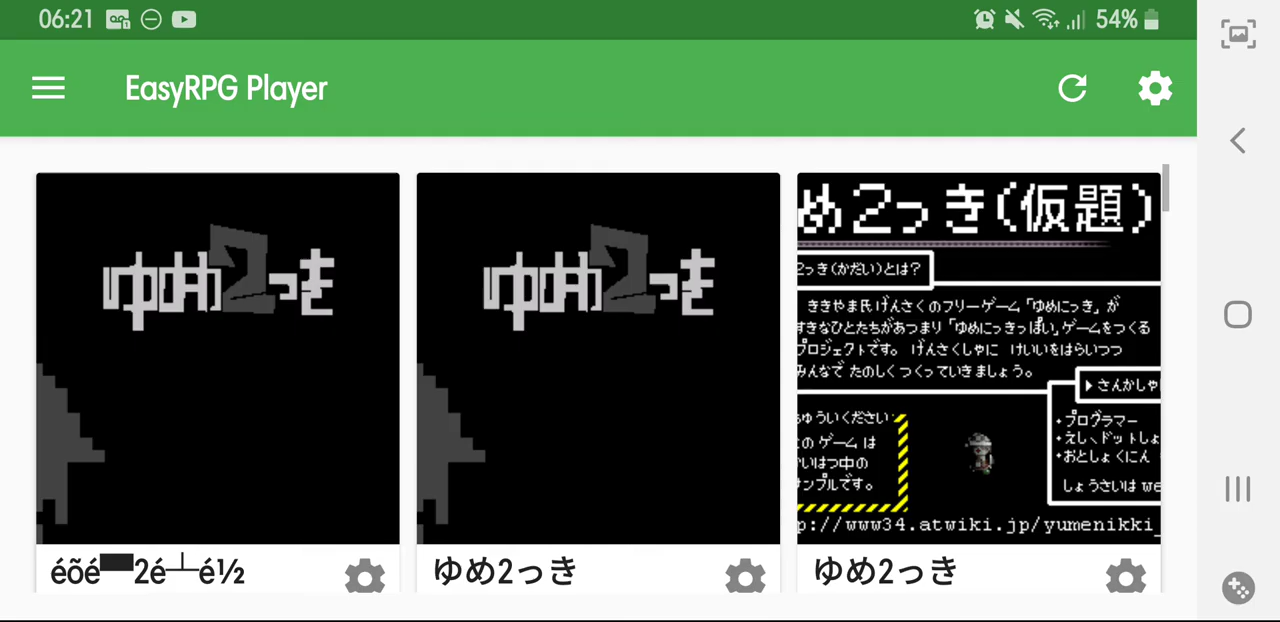 06:21
54%
EasyRPG Player
ゆめ2っき
ゆめ2っき
め2っき(仮題)
2っき(かだい)とは?
ききやま氏げんさくのフリーゲーム「ゆめにっき」が
すきなひとたちがあつまり「ゆめにっきっぽい」ゲームをつくる
プロジェクトです。 げんさくしゃに けいいをはらいつつ
みんなで たのしくつくっていきましょう。
さんかしゃ
ちゅういください
のゲームは
いはつ中の
ンプルです。
・プログラマー
・えし、ドットしょ
・おとしょくにん
しょうさいは we
p://www34.atwiki.jp/yumenikki_
éõé▀▀2é┴é½
ゆめ2っき
ゆめ2っき